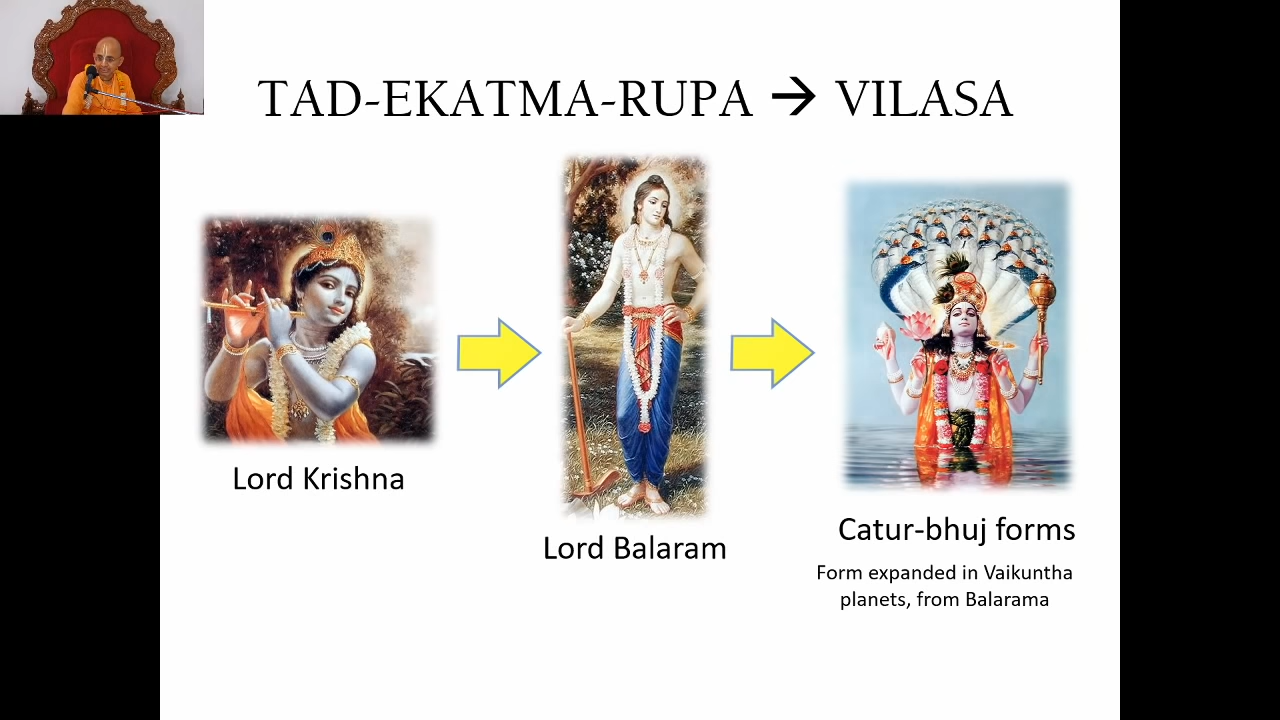 TAD-EKATMA-RUPA → VILASA
Lord Krishna
Lord Balaram
Catur-bhuj forms
Form expanded in Vaikuntha
planets, from Balarama